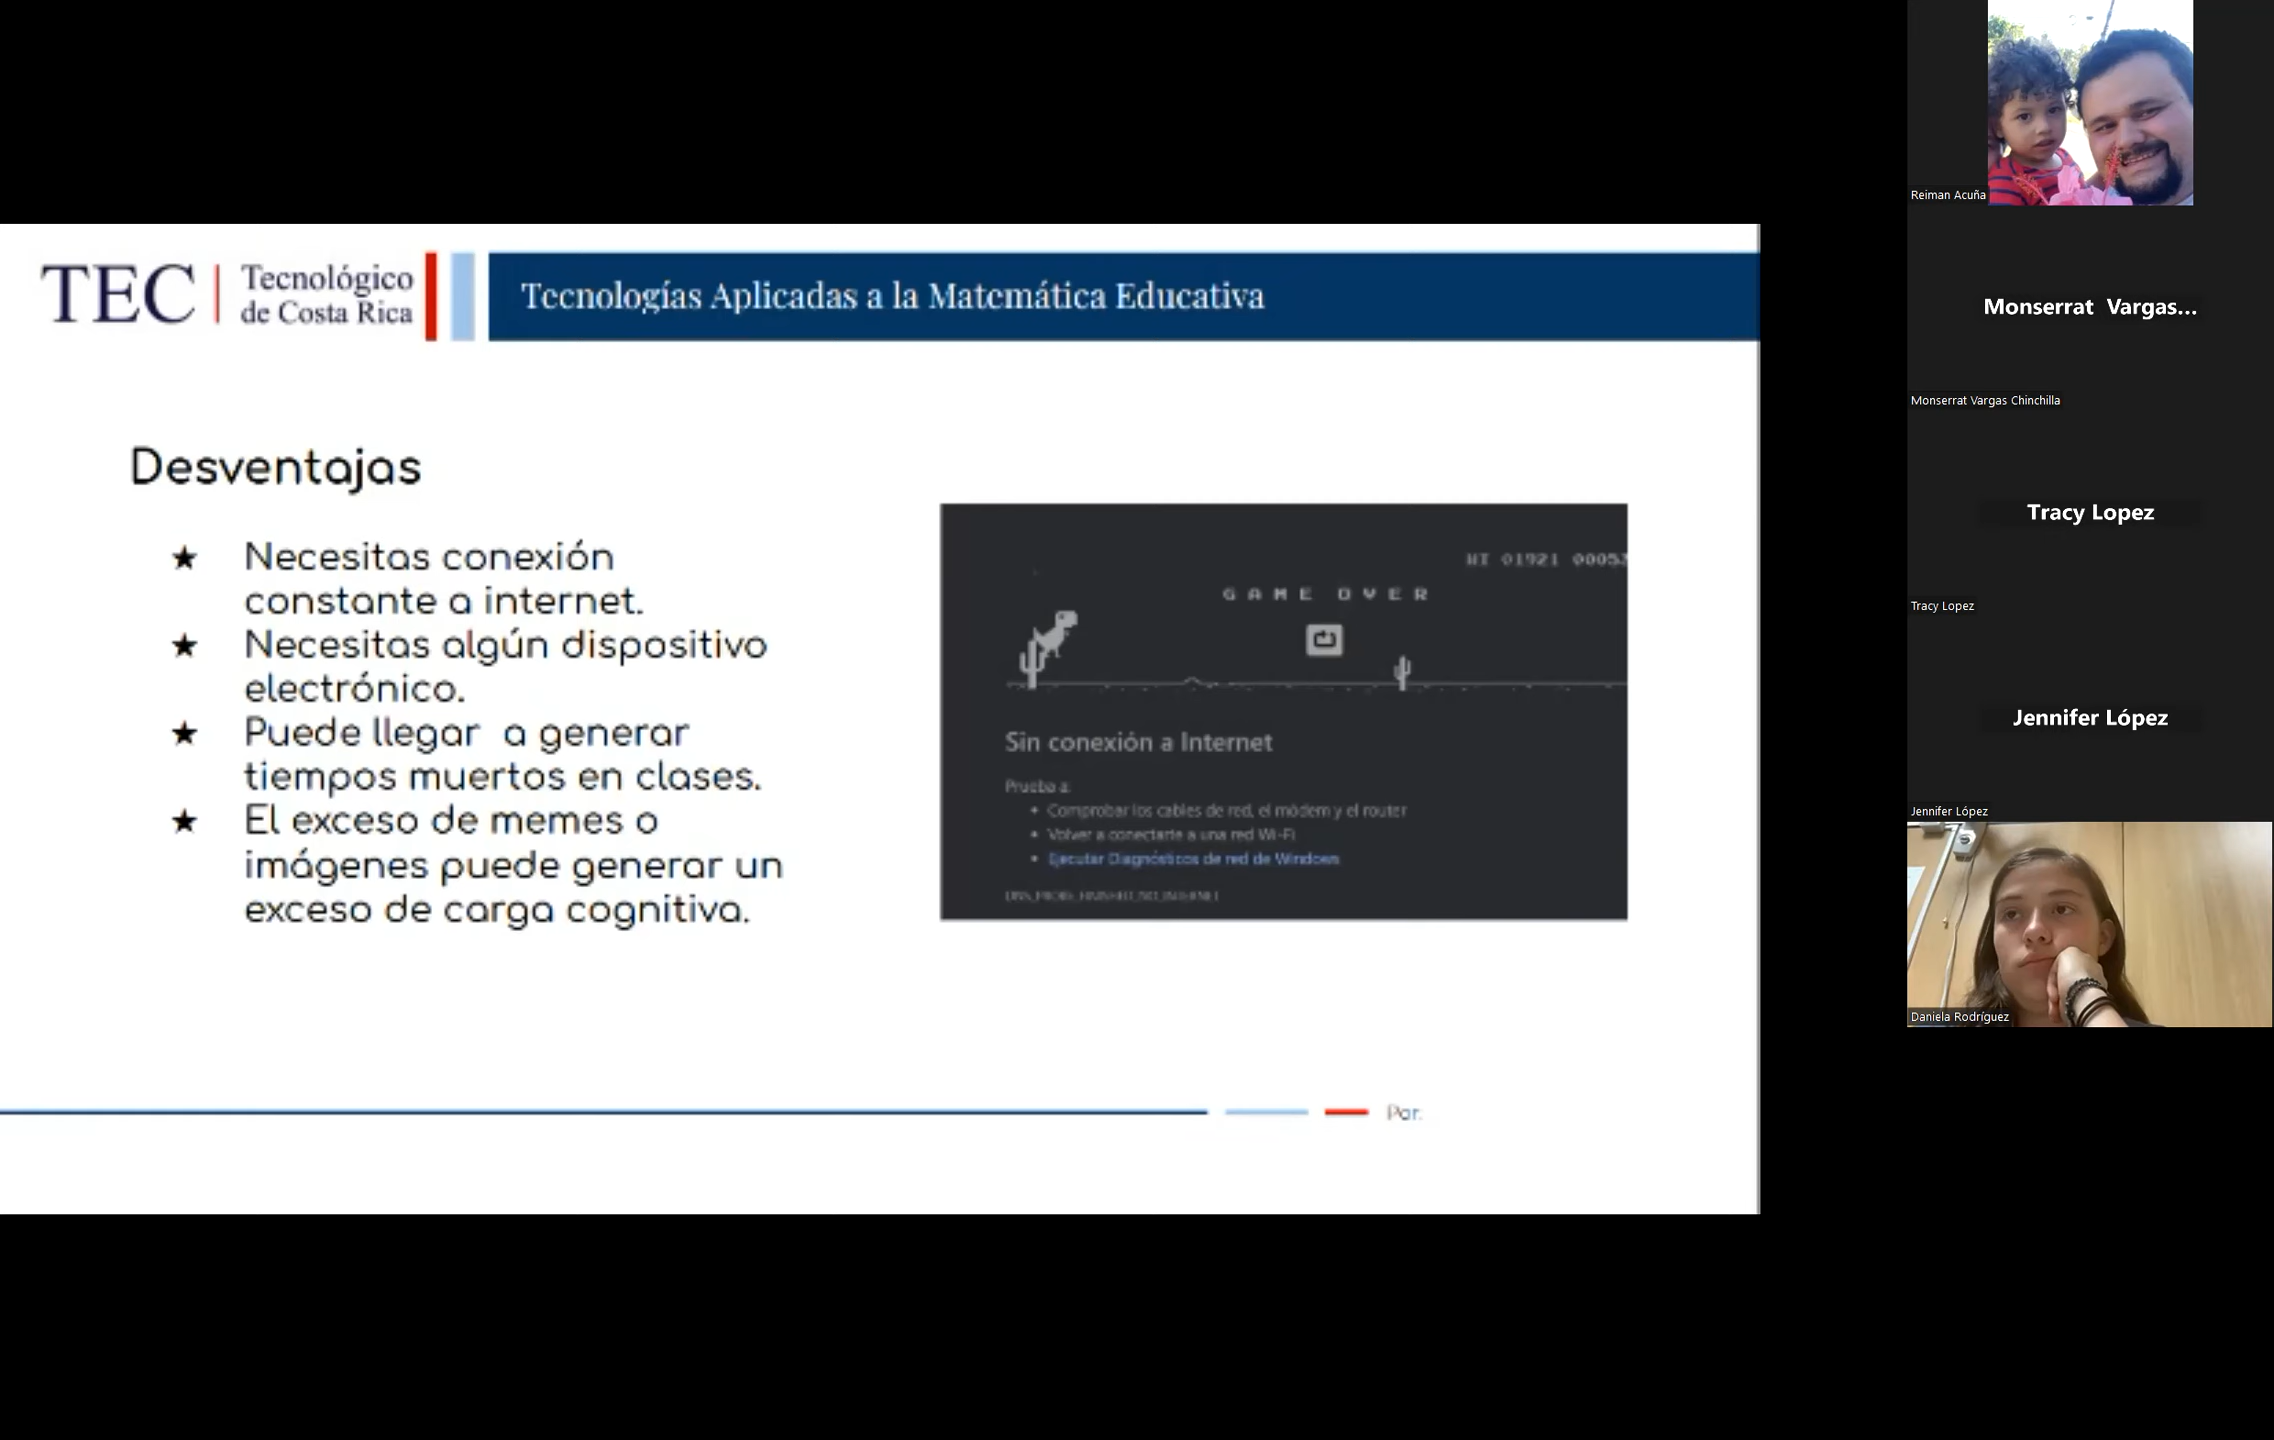 TEC
Tecnológico
de Costa Rica
Tecnologías Aplicadas a la Matemática Educativa
Desventajas
★ Necesitas conexión
constante a internet.
★ Necesitas algún dispositivo
electrónico.
★ Puede llegar a generar
tiempos muertos en clases.
★ El exceso de memes o
imágenes puede generar un
exceso de carga cognitiva.
HI 01921 00053
GAME OVER
Sin conexión a Internet
Prueba a:
• Comprobar los cables de red, el módem y el router
• Volver a conectarte a una red Wi-Fi
• Ejecutar Diagnósticos de red de Windows
DNS_PROBE_FINISHED_NO_INTERNET
Por:
Reiman Acuña
Monserrat Vargas...
Monserrat Vargas Chinchilla
Tracy Lopez
Tracy Lopez
Jennifer López
Jennifer López
Daniela Rodríguez